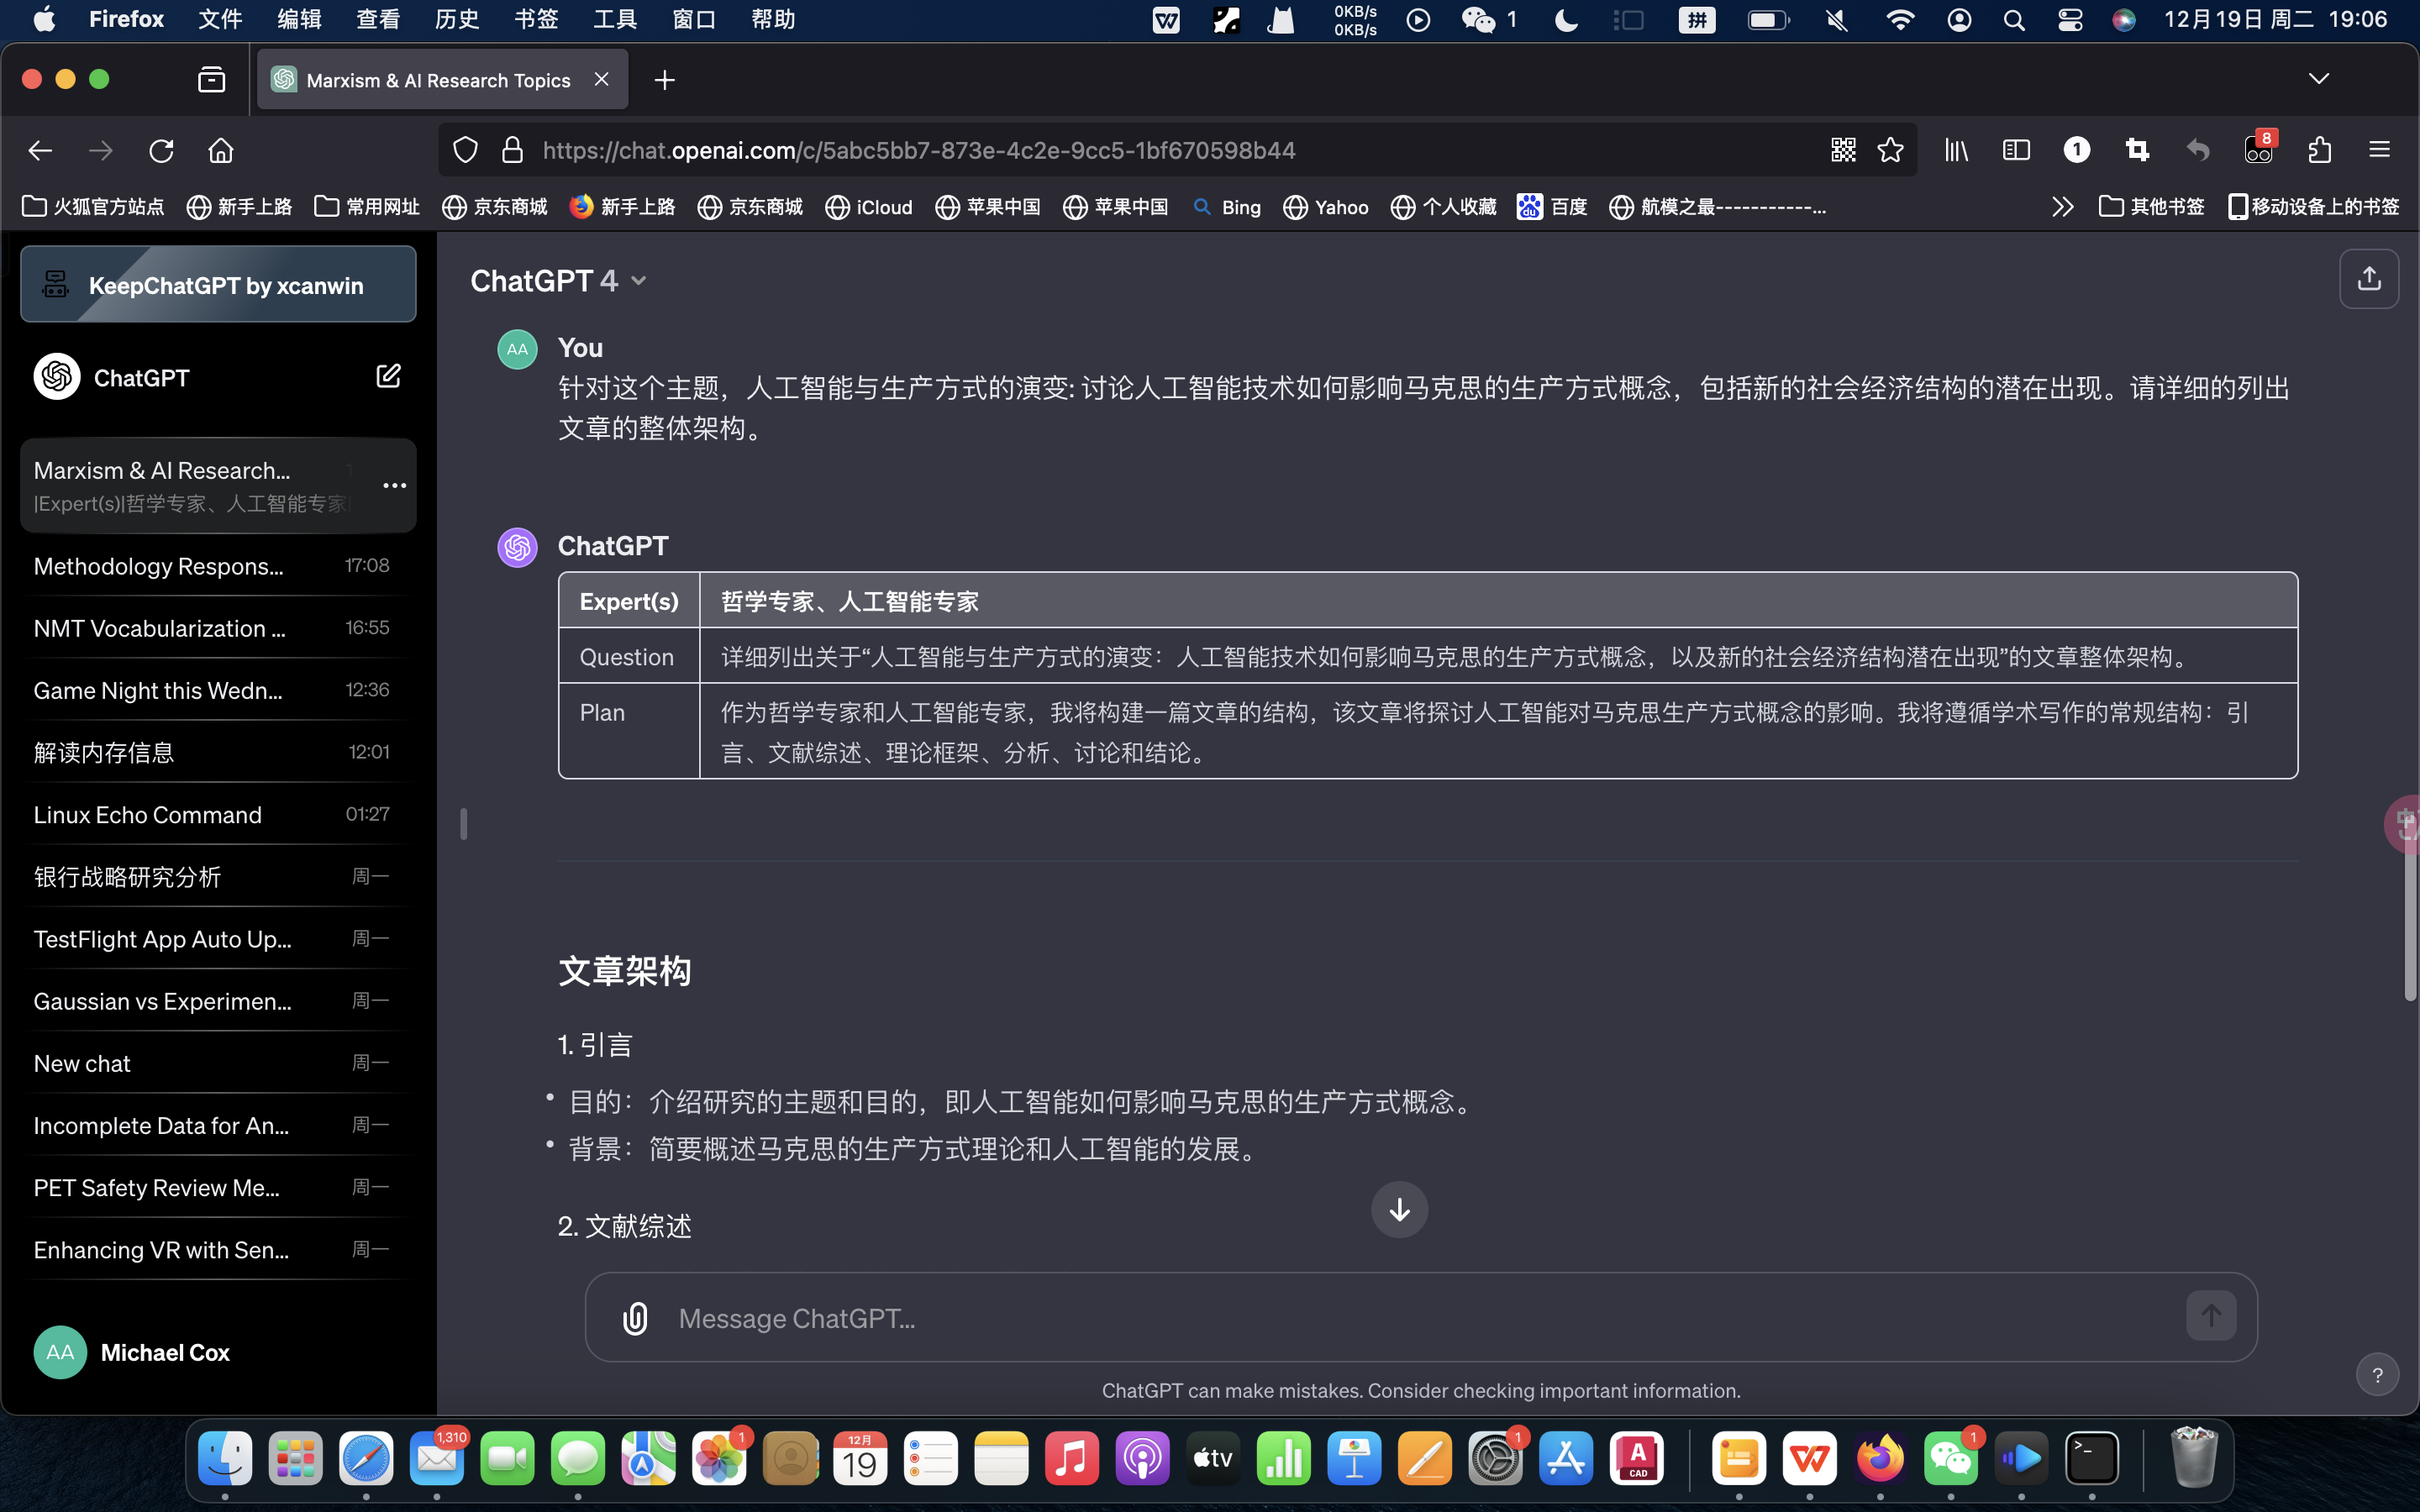 Firefox 文件 编辑 查看 历史 书签 工具 窗口 帮助 0KB/s 0KB/s 1 拼 12月19日 周二 19:06
Marxism & AI Research Topics
https://chat.openai.com/c/5abc5bb7-873e-4c2e-9cc5-1bf670598b44 1 8
火狐官方站点 新手上路 常用网址 京东商城 新手上路 京东商城 iCloud 苹果中国 苹果中国 Bing Yahoo 个人收藏 du 百度 航模之最-----------... 其他书签 移动设备上的书签
KeepChatGPT by xcanwin
ChatGPT
Marxism & AI Research...
|Expert(s)|哲学专家、人工智能专家
Methodology Respons... 17:08
NMT Vocabularization ... 16:55
Game Night this Wedn... 12:36
解读内存信息 12:01
Linux Echo Command 01:27
银行战略研究分析 周一
TestFlight App Auto Up... 周一
Gaussian vs Experimen... 周一
New chat 周一
Incomplete Data for An... 周一
PET Safety Review Me... 周一
Enhancing VR with Sen... 周一
AA Michael Cox
ChatGPT 4
AA You
针对这个主题，人工智能与生产方式的演变: 讨论人工智能技术如何影响马克思的生产方式概念，包括新的社会经济结构的潜在出现。请详细的列出
文章的整体架构。
ChatGPT
Expert(s) 哲学专家、人工智能专家
Question 详细列出关于“人工智能与生产方式的演变：人工智能技术如何影响马克思的生产方式概念，以及新的社会经济结构潜在出现”的文章整体架构。
Plan 作为哲学专家和人工智能专家，我将构建一篇文章的结构，该文章将探讨人工智能对马克思生产方式概念的影响。我将遵循学术写作的常规结构：引
言、文献综述、理论框架、分析、讨论和结论。
文章架构
1. 引言
• 目的：介绍研究的主题和目的，即人工智能如何影响马克思的生产方式概念。
• 背景：简要概述马克思的生产方式理论和人工智能的发展。
2. 文献综述
Message ChatGPT...
ChatGPT can make mistakes. Consider checking important information.
?
1,310 1 12月 19 tv 1 A CAD 1